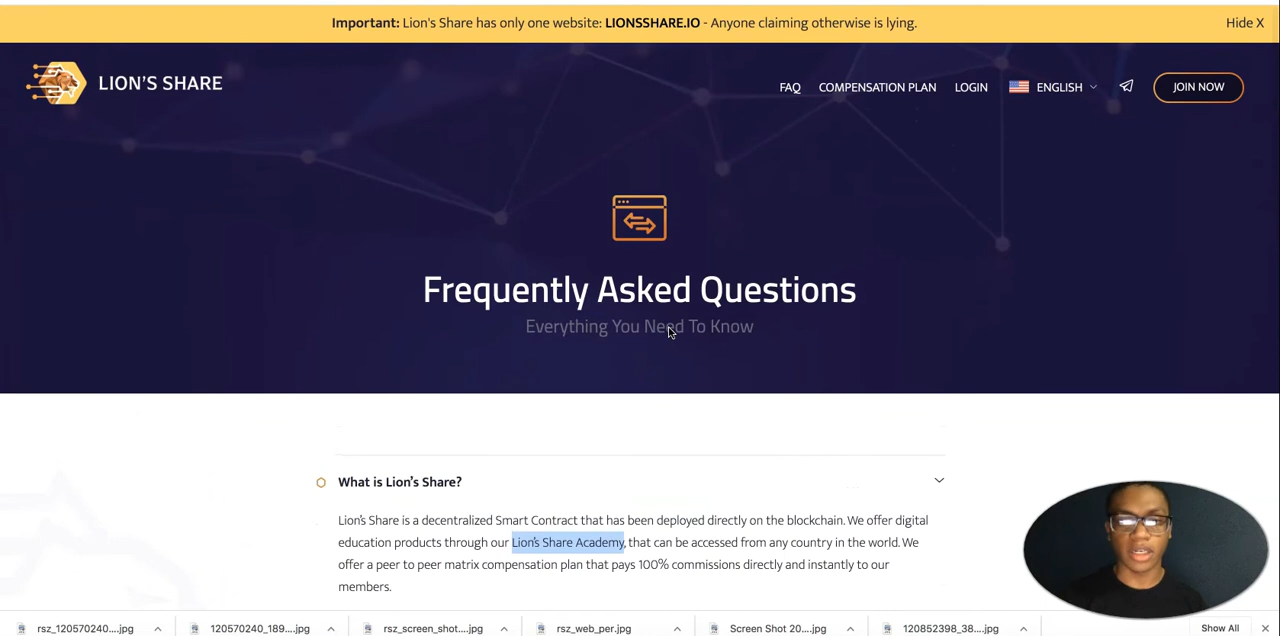 Important: Lion's Share has only one website: LIONSSHARE.IO - Anyone claiming otherwise is lying.
Hide X
LION'S SHARE
FAQ
COMPENSATION PLAN
LOGIN
ENGLISH
JOIN NOW
Frequently Asked Questions
Everything You Need To Know
What is Lion's Share?
Lion's Share is a decentralized Smart Contract that has been deployed directly on the blockchain. We offer digital
education products through our Lion's Share Academy, that can be accessed from any country in the world. We
offer a peer to peer matrix compensation plan that pays 100% commissions directly and instantly to our
members.
rsz_120570240....jpg
120570240_189....jpg
rsz_screen_shot....jpg
rsz_web_per.jpg
Screen Shot 20....jpg
120852398_38....jpg
Show All